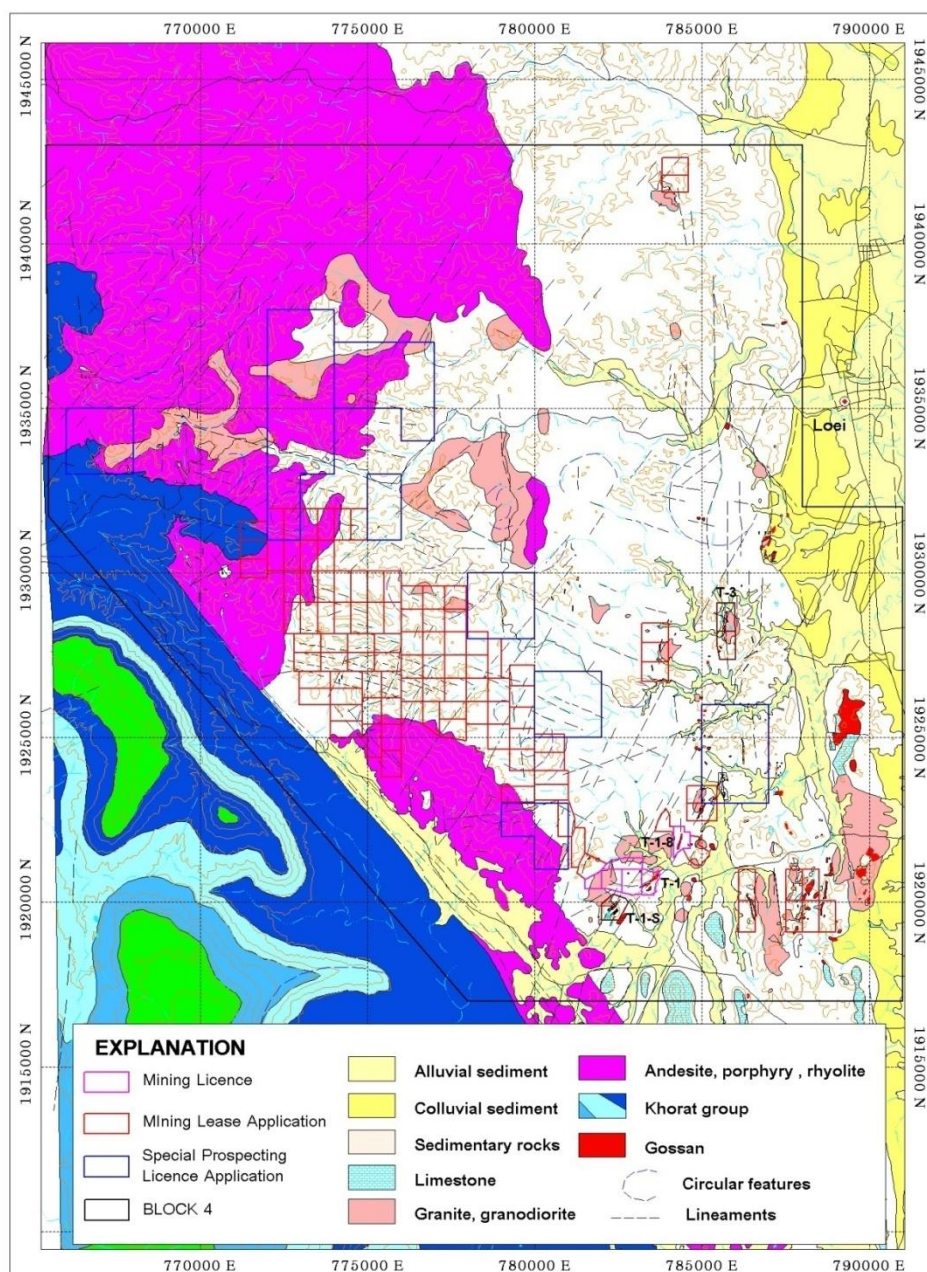 770000 E 775000 E 780000 E 785000 E 790000 E
1945000 N 1945000 N
1940000 N 1940000 N
1935000 N 1935000 N
Loei
1930000 N 1930000 N
T-3
1925000 N 1925000 N
T-1-8
T-1
1920000 N 1920000 N
T-1-S
1915000 N 1915000 N
EXPLANATION
Mining Licence
MIning Lease Application
Special Prospecting
Licence Application
BLOCK 4
Alluvial sediment
Colluvial sediment
Sedimentary rocks
Limestone
Granite, granodiorite
Andesite, porphyry , rhyolite
Khorat group
Gossan
Circular features
Lineaments
770000 E 775000 E 780000 E 785000 E 790000 E